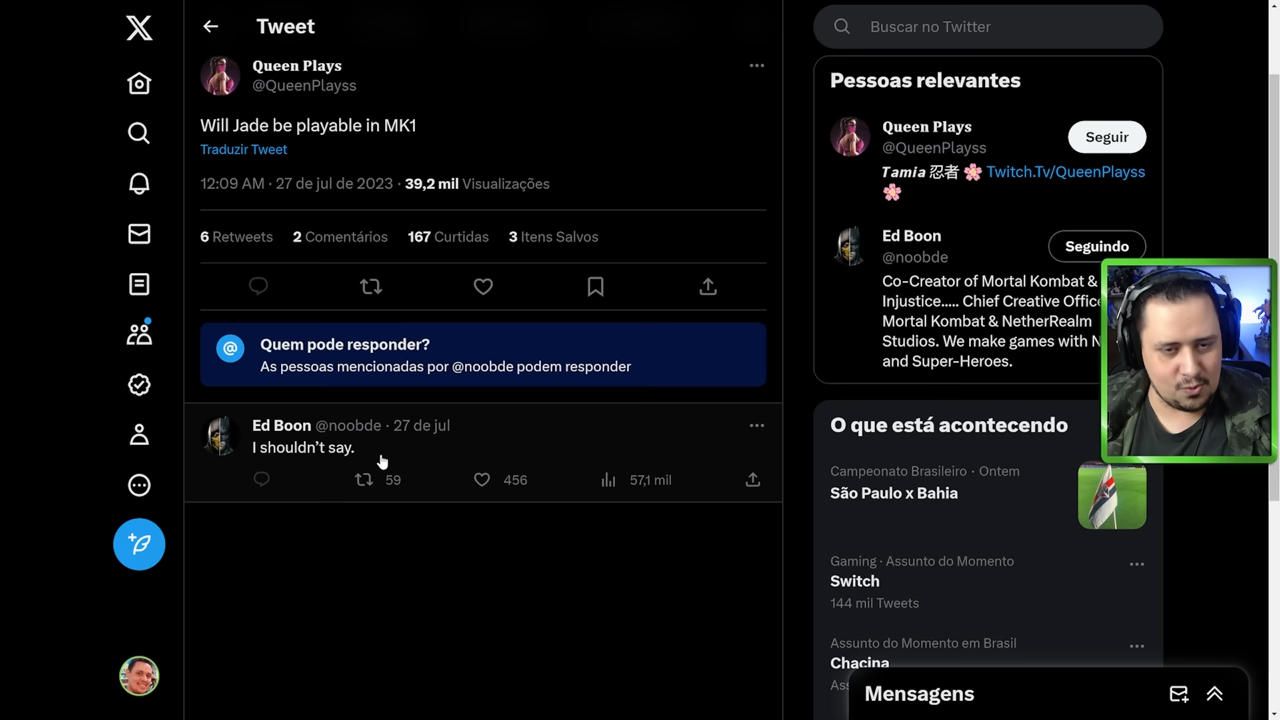 Tweet
Queen Plays
@QueenPlayss
Will Jade be playable in MK1
Traduzir Tweet
12:09 AM · 27 de jul de 2023 · 39,2 mil Visualizações
6 Retweets 2 Comentários 167 Curtidas 3 Itens Salvos
@ Quem pode responder?
As pessoas mencionadas por @noobde podem responder
Ed Boon @noobde · 27 de jul
I shouldn’t say.
59 456 57,1 mil
Buscar no Twitter
Pessoas relevantes
Queen Plays
@QueenPlayss
Seguir
Tamia 忍者 🌸 Twitch.Tv/QueenPlayss
🌸
Ed Boon
@noobde
Seguindo
Co-Creator of Mortal Kombat &
Injustice..... Chief Creative Offic
Mortal Kombat & NetherRealm
Studios. We make games with N
and Super-Heroes.
O que está acontecendo
Campeonato Brasileiro · Ontem
São Paulo x Bahia
Gaming · Assunto do Momento
Switch
144 mil Tweets
Assunto do Momento em Brasil
Chacina
Mensagens